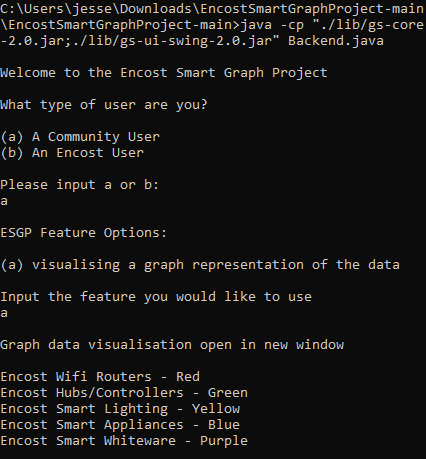 C:\Users\jesse\Downloads\EncostSmartGraphProject-main
\EncostSmartGraphProject-main>java -cp "./lib/gs-core
-2.0.jar;./lib/gs-ui-swing-2.0.jar" Backend.java
Welcome to the Encost Smart Graph Project
What type of user are you?
(a) A Community User
(b) An Encost User
Please input a or b:
a
ESGP Feature Options:
(a) visualising a graph representation of the data
Input the feature you would like to use
a
Graph data visualisation open in new window
Encost Wifi Routers - Red
Encost Hubs/Controllers - Green
Encost Smart Lighting - Yellow
Encost Smart Appliances - Blue
Encost Smart Whiteware - Purple